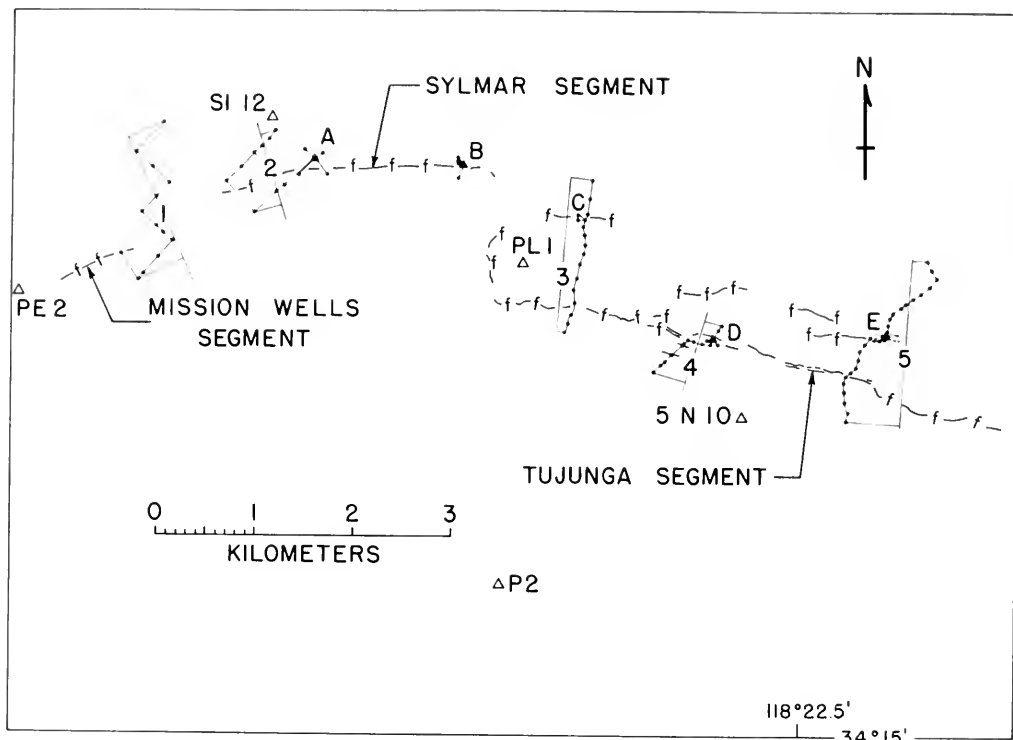 SYLMAR SEGMENT
N
SI 12
A
B
2
f
f
f
f
f
1
C
f
f
f
PL 1
f
3
f
f
PE 2
MISSION WELLS
SEGMENT
f
f
f
f
f
f
f
f
f
f
f
f
f
E
D
4
5
5 N 10
f
f
f
TUJUNGA SEGMENT
0 1 2 3
KILOMETERS
P2
118°22.5'
34°15'